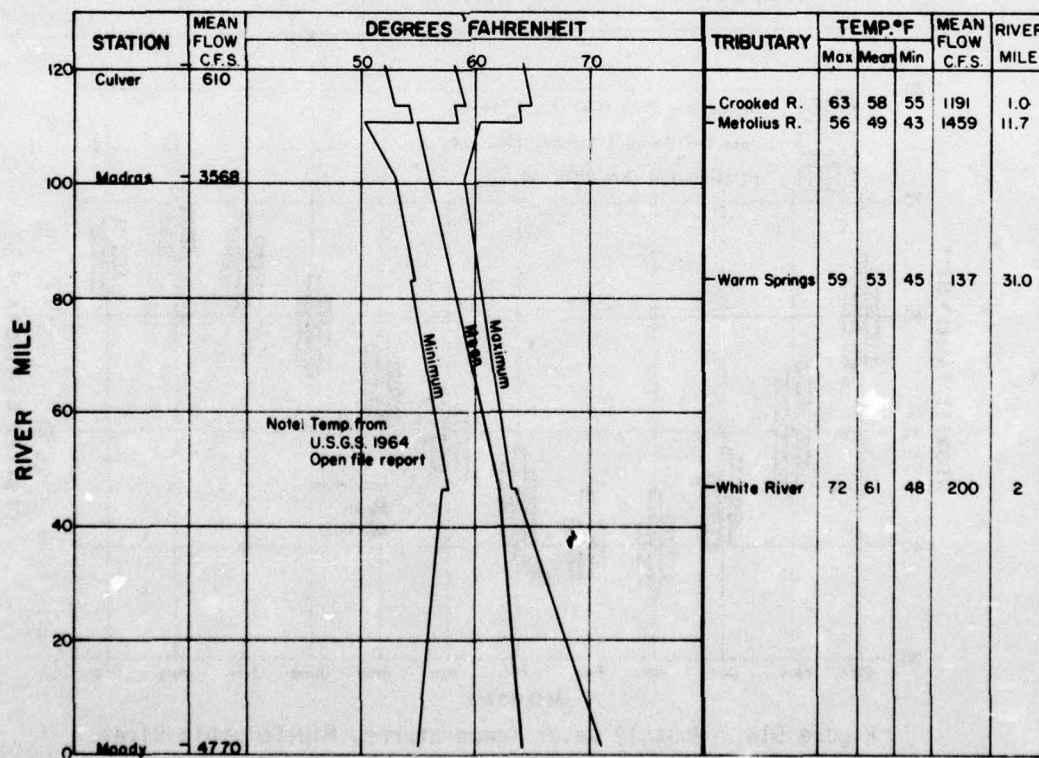 STATION
MEAN
FLOW
C.F.S.
DEGREES FAHRENHEIT
50 60 70
TRIBUTARY
TEMP. °F
Max Mean Min
MEAN
FLOW
C.F.S.
RIVER
MILE
RIVER MILE
120
100
80
60
40
20
0
Culver 610
Madras 3568
Moody 4770
Minimum
Mean
Maximum
Note: Temp. from
U.S.G.S. 1964
Open file report
Crooked R. 63 58 55 1191 1.0
Metolius R. 56 49 43 1459 11.7
Warm Springs 59 53 45 137 31.0
White River 72 61 48 200 2